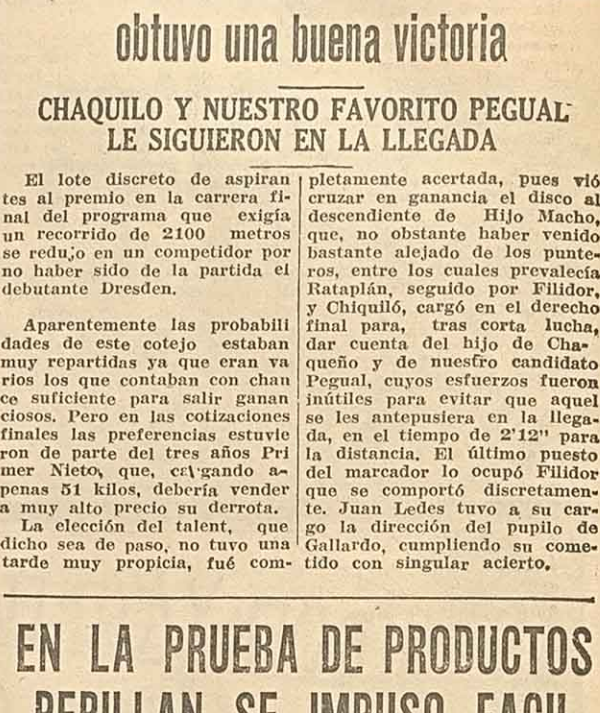 obtuvo una buena victoria
CHAQUILO Y NUESTRO FAVORITO PEGUAL
LE SIGUIERON EN LA LLEGADA
El lote discreto de aspiran
tes al premio en la carrera fi-
nal del programa que exigía
un recorrido de 2100 metros
se redujo en un competidor por
no haber sido de la partida el
debutante Dresden.
Aparentemente las probabili
dades de este cotejo estaban
muy repartidas ya que eran va
rios los que contaban con chan
ce suficiente para salir ganan
ciosos. Pero en las cotizaciones
finales las preferencias estuvie
ron de parte del tres años Pri
mer Nieto, que, cargando a-
penas 51 kilos, debería vender
a muy alto precio su derrota.
La elección del talent, que
dicho sea de paso, no tuvo una
tarde muy propicia, fué com-
pletamente acertada, pues vió
cruzar en ganancia el disco al
descendiente de Hijo Macho,
que, no obstante haber venido
bastante alejado de los punte-
ros, entre los cuales prevalecía
Rataplán, seguido por Filidor,
y Chiquiló, cargó en el derecho
final para, tras corta lucha,
dar cuenta del hijo de Cha-
queño y de nuestro candidato
Pegual, cuyos esfuerzos fueron
inútiles para evitar que aquel
se les antepusiera en la llega-
da, en el tiempo de 2'12" para
la distancia. El último puesto
del marcador lo ocupó Filidor
que se comportó discretamen-
te. Juan Ledes tuvo a su car-
go la dirección del pupilo de
Gallardo, cumpliendo su come-
tido con singular acierto.
EN LA PRUEBA DE PRODUCTOS
PERILLAN SE IMPUSO FACIL